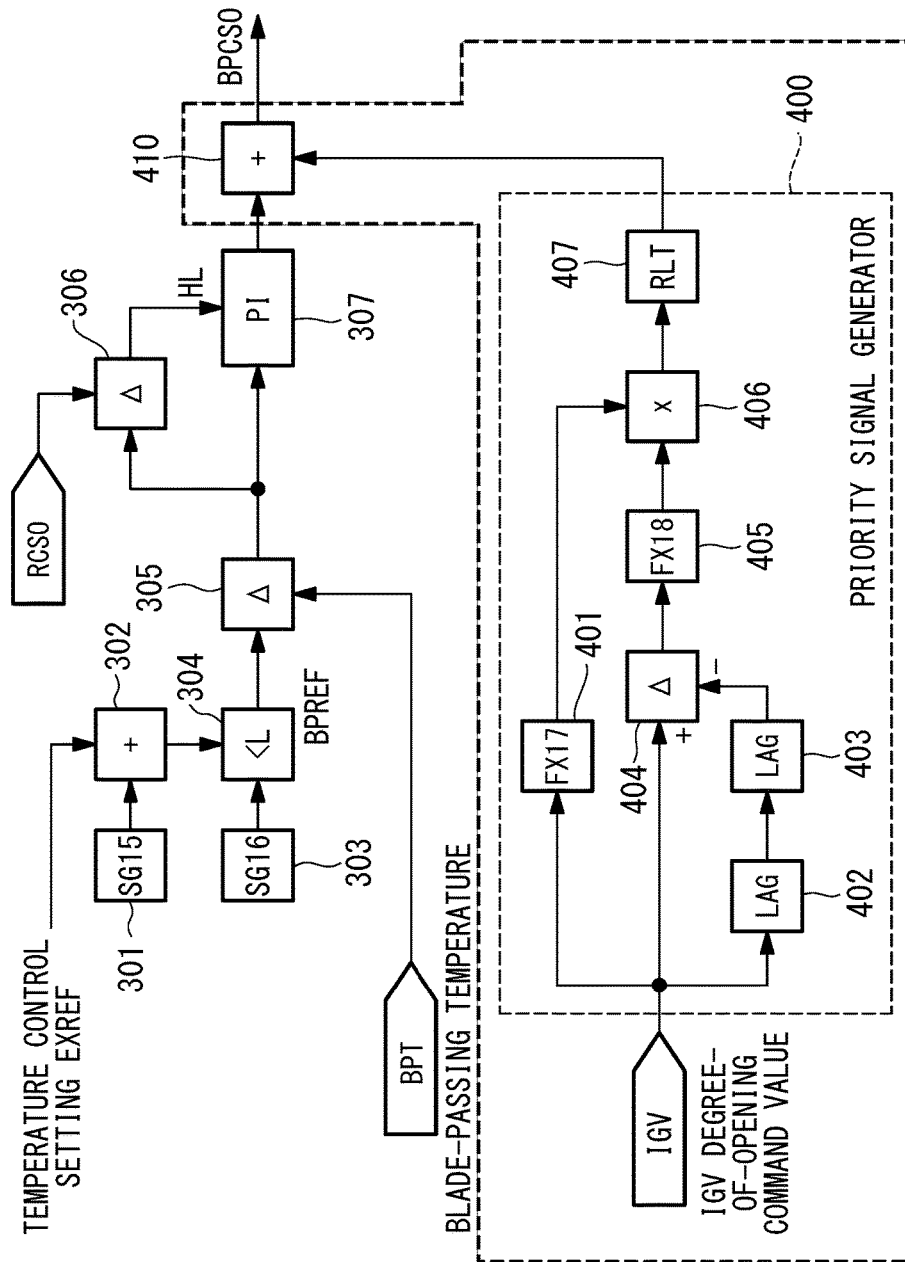 TEMPERATURE CONTROL
SETTING EXREF
RCSO
306
Δ
HL
410
+
BPCSO
302
+
SG15
301
304
<L
SG16
303
BPREF
305
Δ
PI
307
BPT
BLADE-PASSING TEMPERATURE
400
401
FX17
+
Δ
-
404
FX18
405
x
406
RLT
407
LAG
402
LAG
403
IGV
IGV DEGREE-
OF-OPENING
COMMAND VALUE
PRIORITY SIGNAL GENERATOR